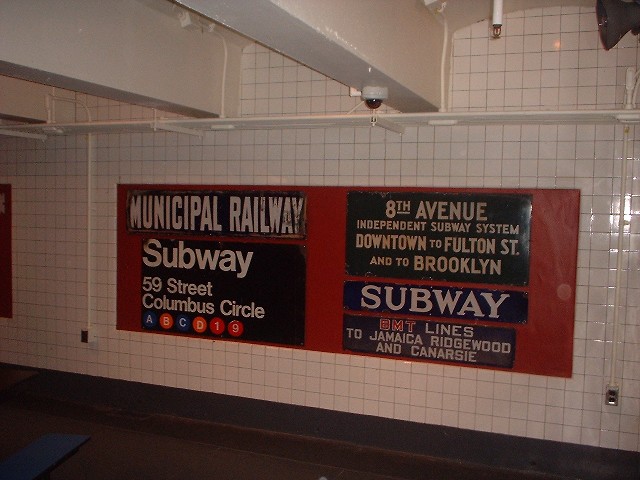 MUNICIPAL RAILWAY
Subway
59 Street
Columbus Circle
A B C D 1 9
8TH AVENUE
INDEPENDENT SUBWAY SYSTEM
DOWNTOWN TO FULTON ST.
AND TO BROOKLYN
SUBWAY
BMT LINES
TO JAMAICA RIDGEWOOD
AND CANARSIE